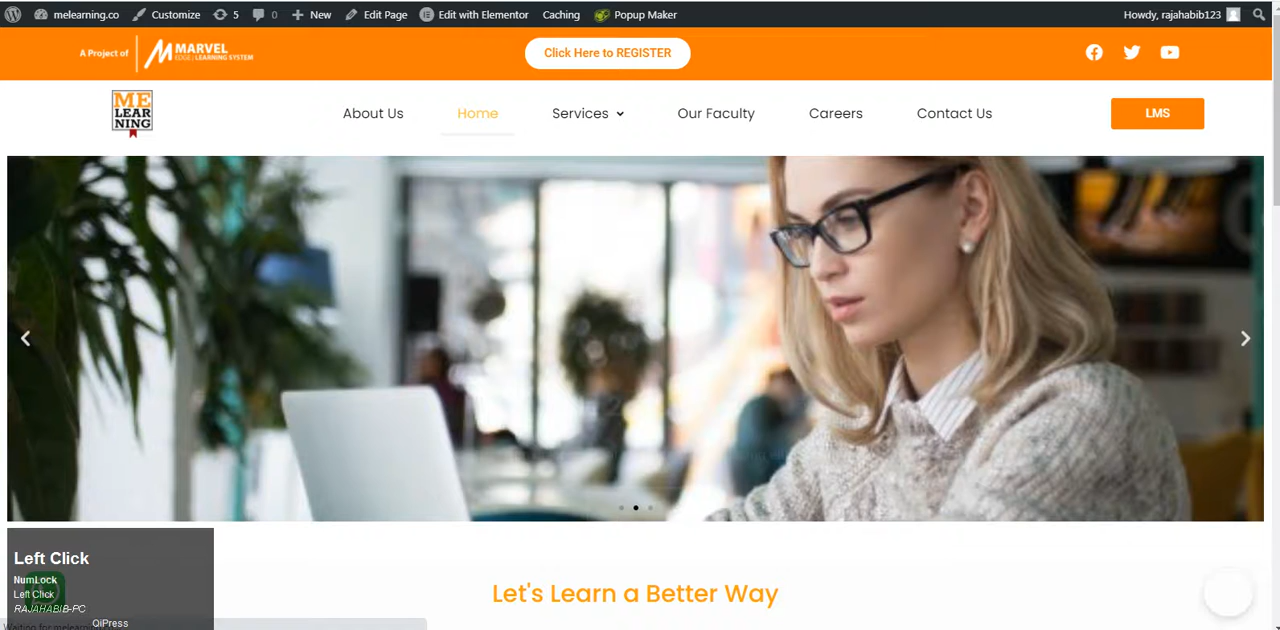 melearning.co Customize 5 0 New Edit Page Edit with Elementor Caching Popup Maker Howdy, rajahabib123
A Project of MARVEL
EDGE LEARNING SYSTEM
Click Here to REGISTER
ME
LEAR
NING
About Us Home Services Our Faculty Careers Contact Us LMS
Left Click
NumLock
Left Click
RAJAHABIB-PC
QiPress
Let's Learn a Better Way